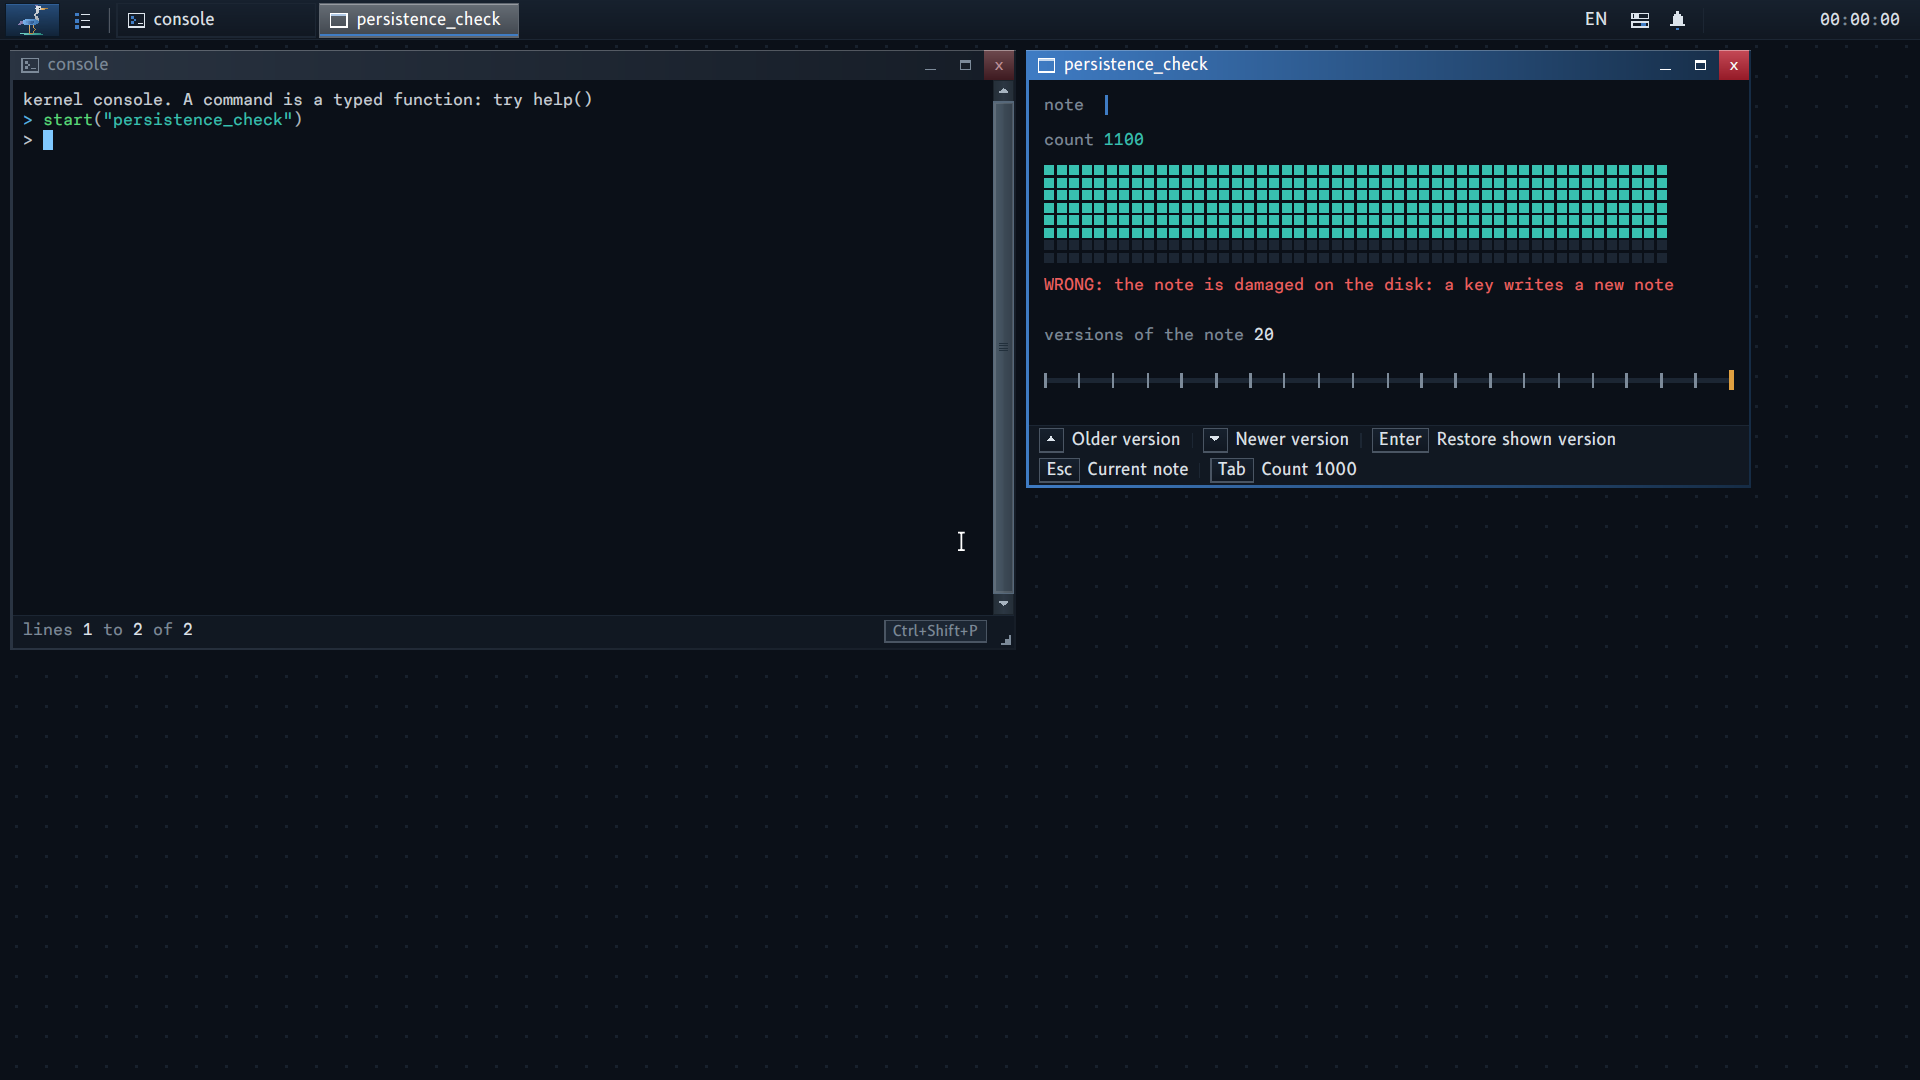 console
persistence_check
EN
00:00:00
console
x
kernel console. A command is a typed function: try help()
> start("persistence_check")
>
lines 1 to 2 of 2
Ctrl+Shift+P
persistence_check
x
note
count 1100
WRONG: the note is damaged on the disk: a key writes a new note
versions of the note 20
Older version
Newer version
Enter Restore shown version
Esc Current note
Tab Count 1000